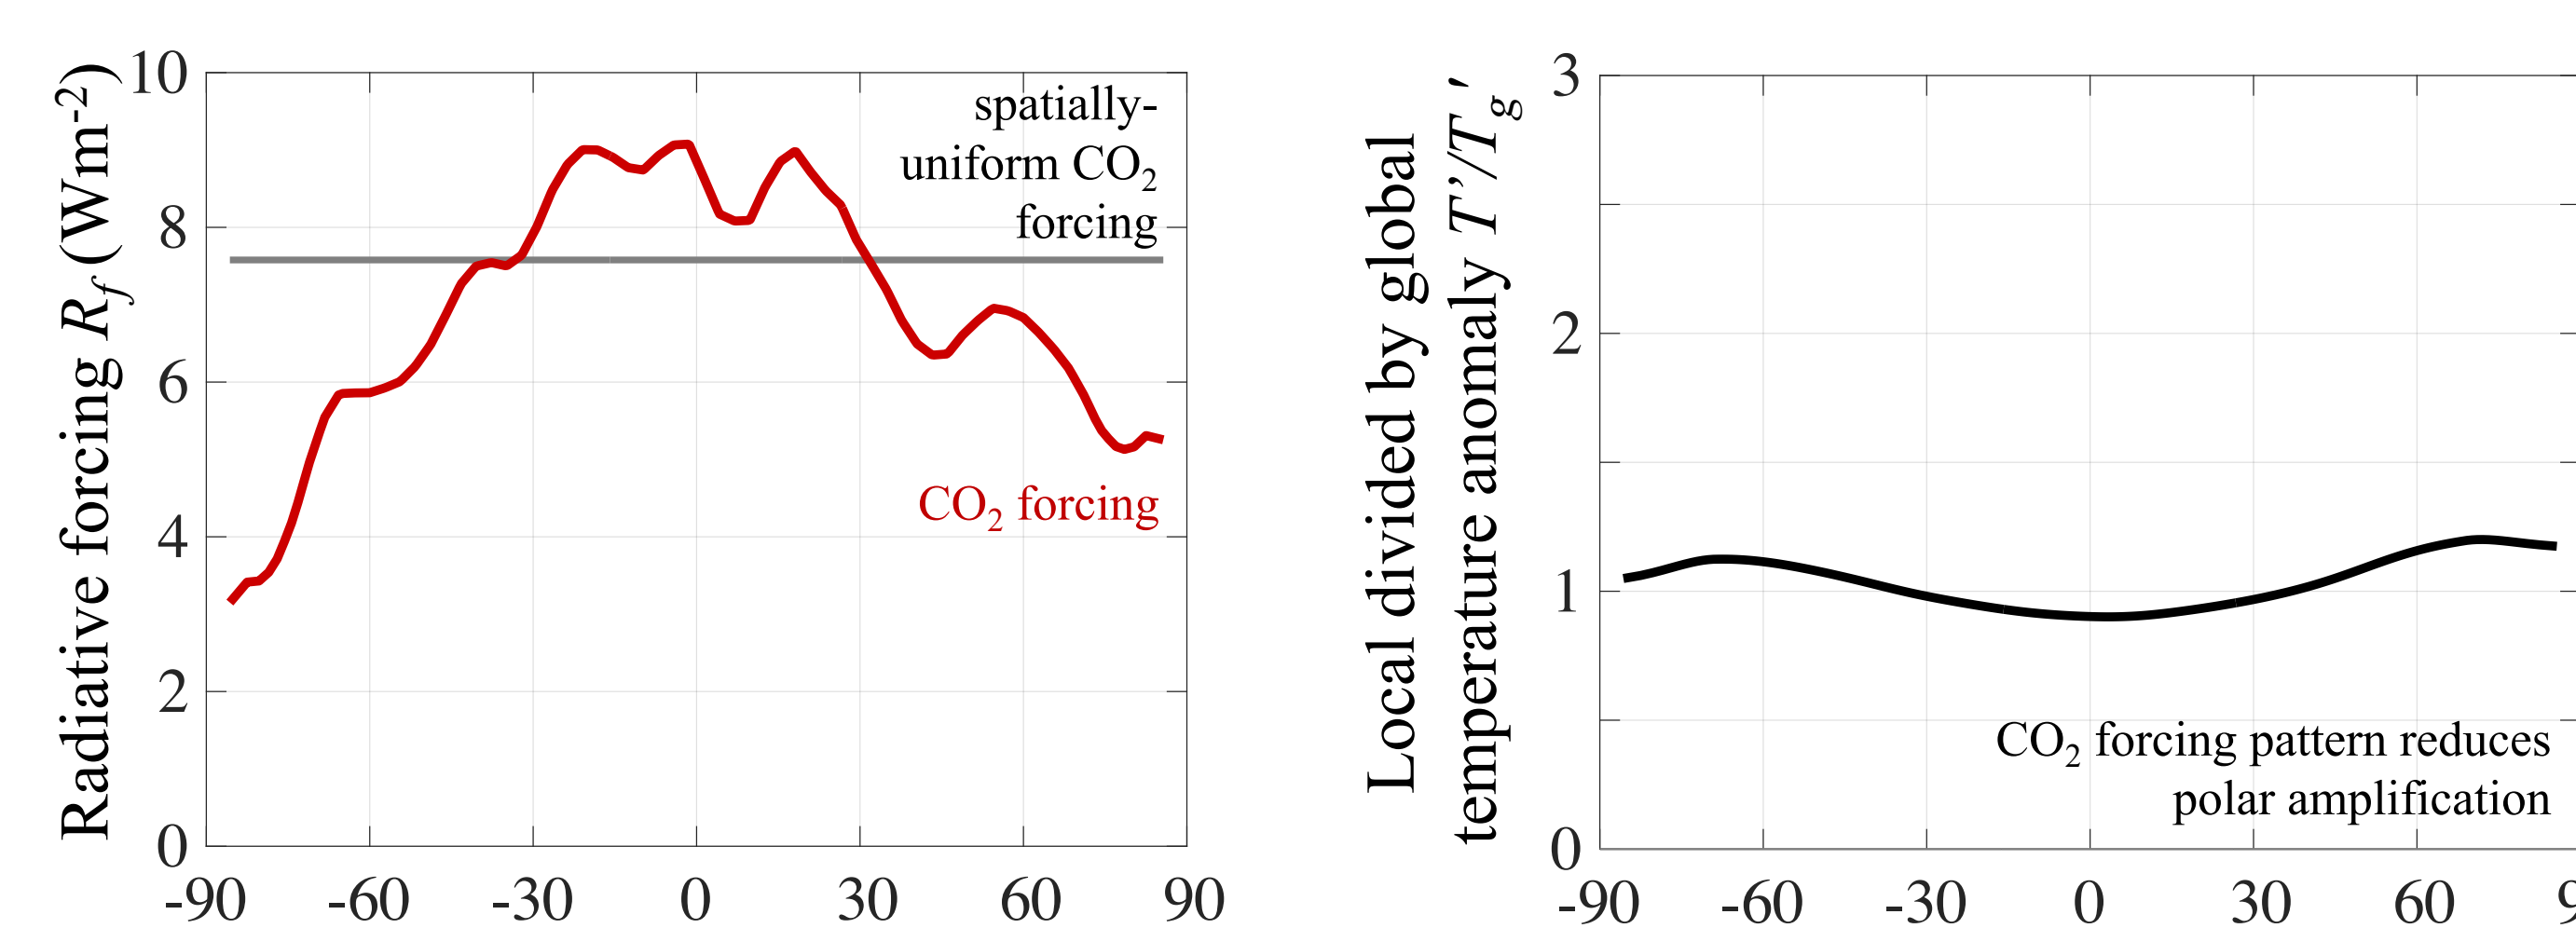 Radiative forcing Rf (Wm-2)
10
8
6
4
2
0
-90 -60 -30 0 30 60 90
spatially-
uniform CO2
forcing
CO2 forcing
Local divided by global
temperature anomaly T'/Tg'
3
2
1
0
-90 -60 -30 0 30 60
CO2 forcing pattern reduces
polar amplification